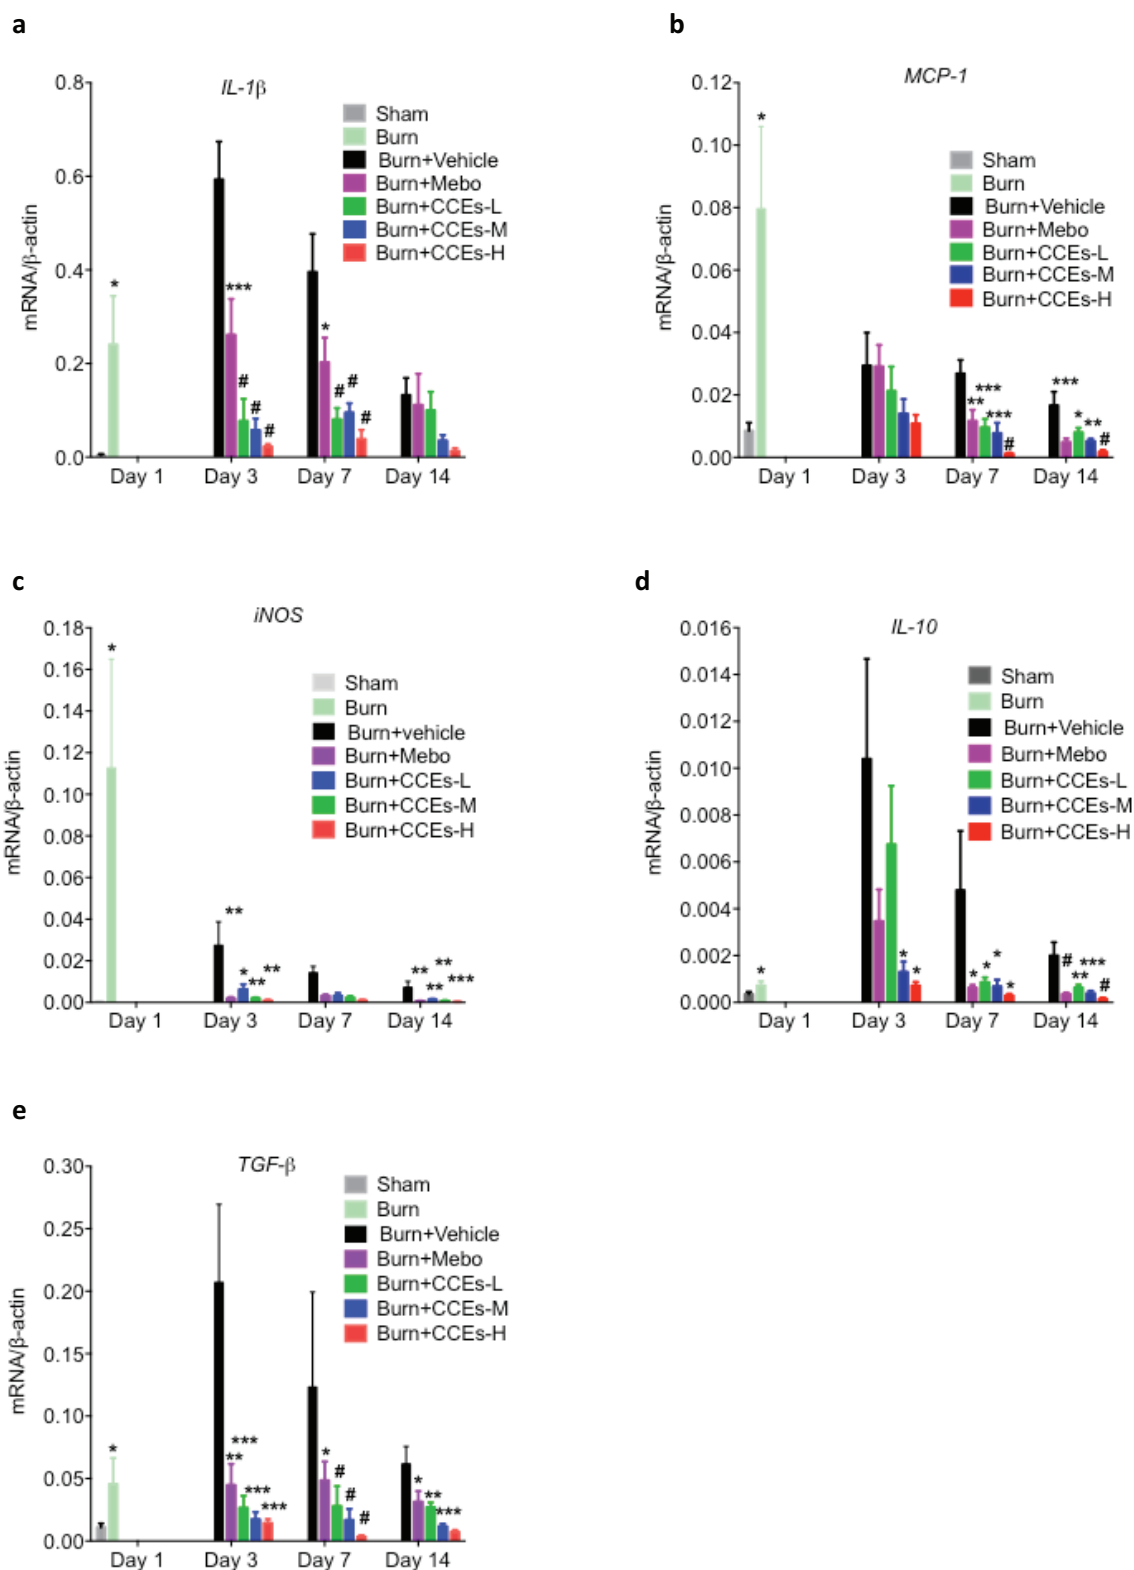 a
IL-1β
0.8
0.6
0.4
0.2
0.0
mRNA/β-actin
Sham
Burn
Burn+Vehicle
Burn+Mebo
Burn+CCEs-L
Burn+CCEs-M
Burn+CCEs-H
*
***
#
#
#
*
#
#
#
Day 1
Day 3
Day 7
Day 14
b
MCP-1
0.12
0.10
0.08
0.06
0.04
0.02
0.00
mRNA/β-actin
Sham
Burn
Burn+Vehicle
Burn+Mebo
Burn+CCEs-L
Burn+CCEs-M
Burn+CCEs-H
*
***
**
***
#
***
*
**
#
Day 1
Day 3
Day 7
Day 14
c
iNOS
0.18
0.16
0.14
0.12
0.10
0.08
0.06
0.04
0.02
0.00
mRNA/β-actin
Sham
Burn
Burn+vehicle
Burn+Mebo
Burn+CCEs-L
Burn+CCEs-M
Burn+CCEs-H
*
**
*
**
**
**
**
**
***
Day 1
Day 3
Day 7
Day 14
d
IL-10
0.016
0.014
0.012
0.010
0.008
0.006
0.004
0.002
0.000
mRNA/β-actin
Sham
Burn
Burn+Vehicle
Burn+Mebo
Burn+CCEs-L
Burn+CCEs-M
Burn+CCEs-H
*
*
*
*
*
*
*
#
**
***
#
Day 1
Day 3
Day 7
Day 14
e
TGF-β
0.30
0.25
0.20
0.15
0.10
0.05
0.00
mRNA/β-actin
Sham
Burn
Burn+Vehicle
Burn+Mebo
Burn+CCEs-L
Burn+CCEs-M
Burn+CCEs-H
*
***
**
***
***
*
#
#
#
*
**
***
Day 1
Day 3
Day 7
Day 14